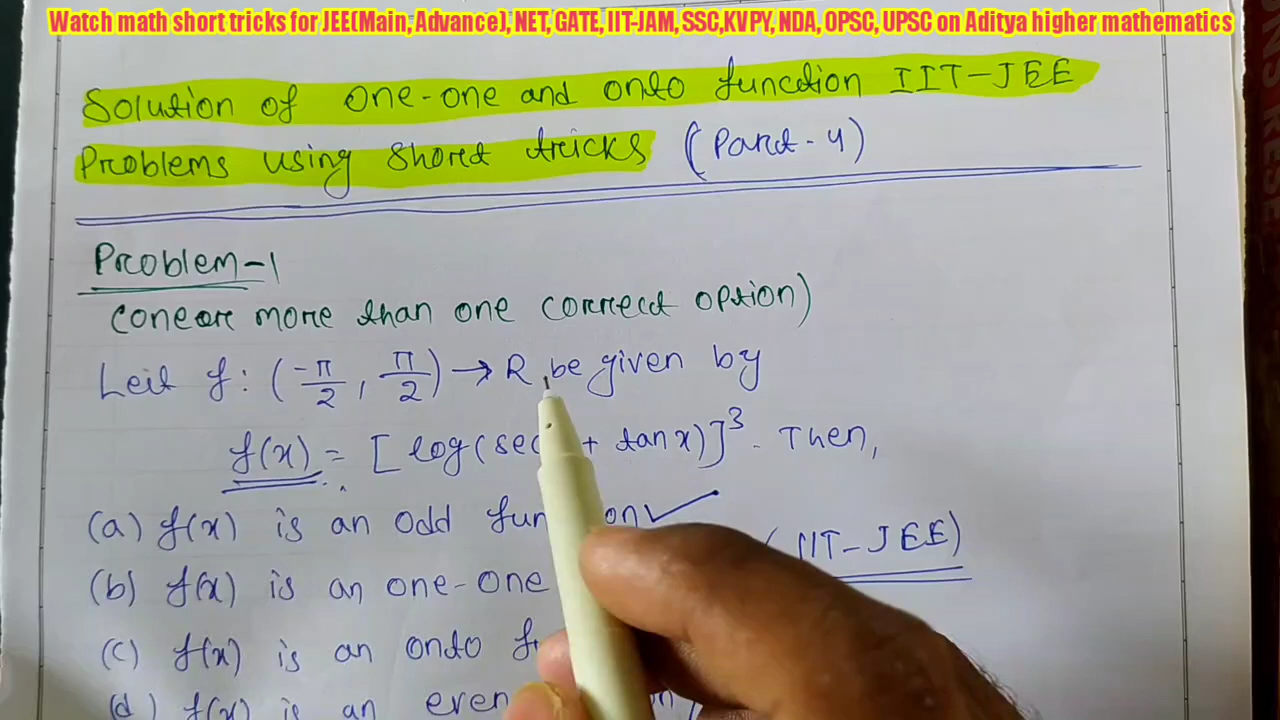 Watch math short tricks for JEE(Main, Advance), NET, GATE, IIT-JAM, SSC,KVPY, NDA, OPSC, UPSC on Aditya higher mathematics
Solution of one-one and onto function IIT-JEE
Problems using short tricks (Part-4)
Problem-1
(one or more than one correct option)
Let f: (-π/2, π/2) → R be given by
f(x) = [log(sec + tan x)]³. Then,
(a) f(x) is an odd fun on ✓
(IIT-JEE)
(b) f(x) is an one-one
(c) f(x) is an onto f
(d) f(x) is an even